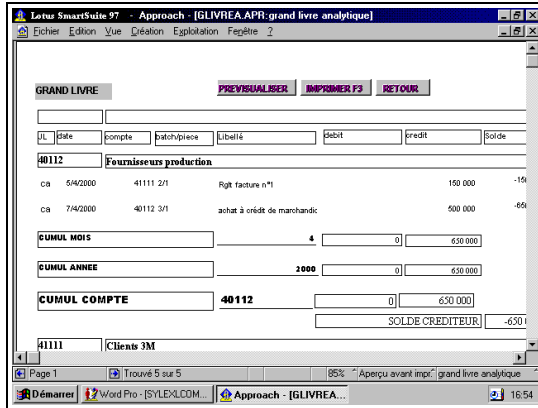 Lotus SmartSuite 97 - Approach - [GLIVREA.APR:grand livre analytique]
Fichier Edition Vue Création Exploitation Fenêtre ?
GRAND LIVRE PREVISUALISER IMPRIMER F3 RETOUR
JL date compte batch/piece Libellé debit credit Solde
40112 Fournisseurs production
ca 5/4/2000 41111 2/1 Rglt facture n°1 150 000
ca 7/4/2000 40112 3/1 achat à crédit de marchandic 500 000
CUMUL MOIS 4 0 650 000
CUMUL ANNEE 2000 0 650 000
CUMUL COMPTE 40112 0 650 000
SOLDE CREDITEUR -650
41111 Clients 3M
Page 1 Trouvé 5 sur 5 85% Aperçu avant impr. grand livre analytique
Démarrer Word Pro - [SYLEXLCOM... Approach - [GLIVREA... 16:54